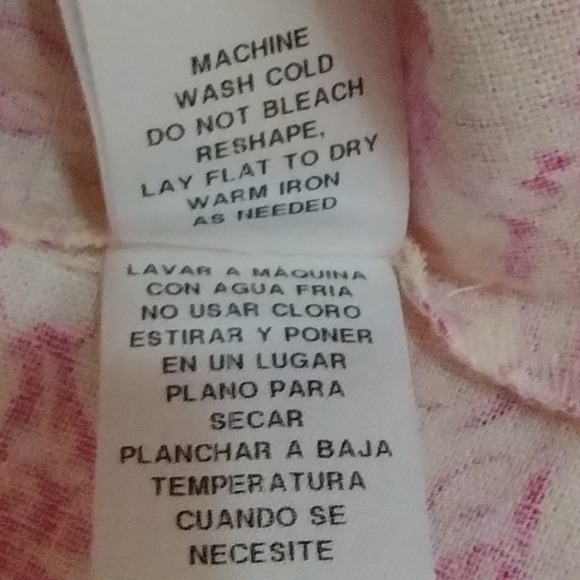 MACHINE
WASH COLD
DO NOT BLEACH
RESHAPE,
LAY FLAT TO DRY
WARM IRON
AS NEEDED
LAVAR A MÁQUINA
CON AGUA FRIA
NO USAR CLORO
ESTIRAR Y PONER
EN UN LUGAR
PLANO PARA
SECAR
PLANCHAR A BAJA
TEMPERATURA
CUANDO SE
NECESITE